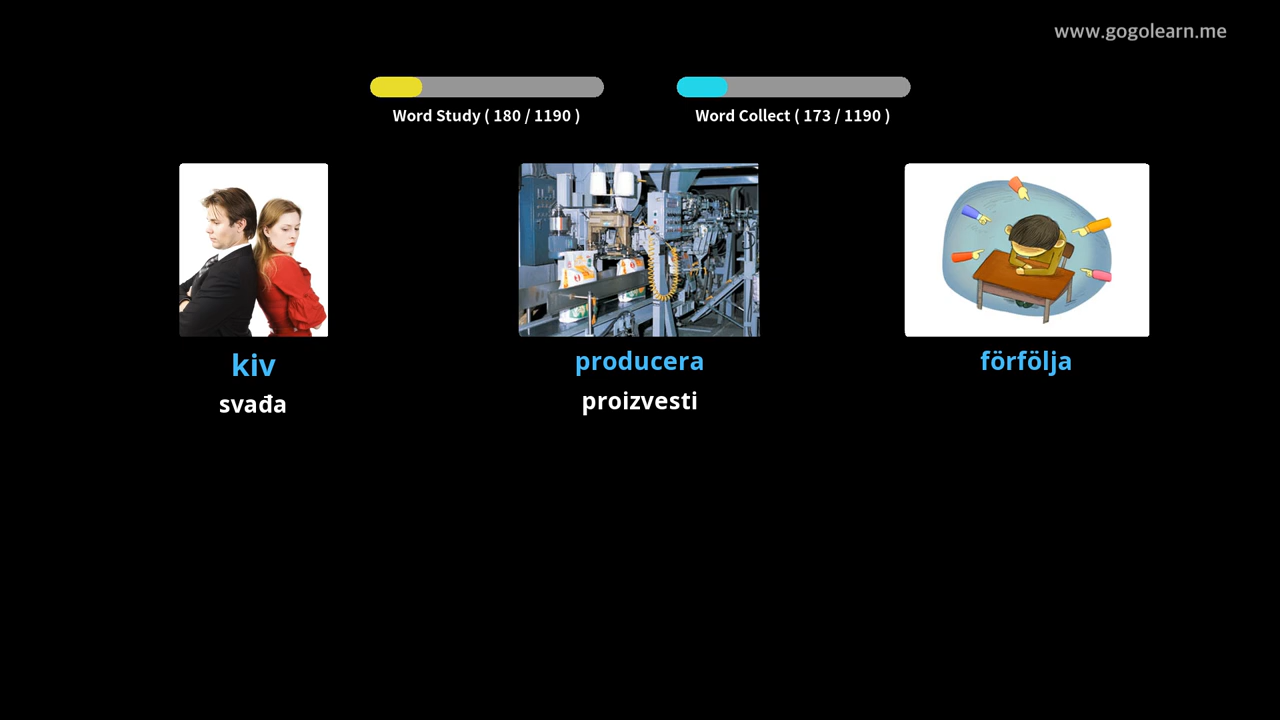 www.gogolearn.me
Word Study ( 180 / 1190 )
Word Collect ( 173 / 1190 )
kiv
producera
förfölja
svađa
proizvesti